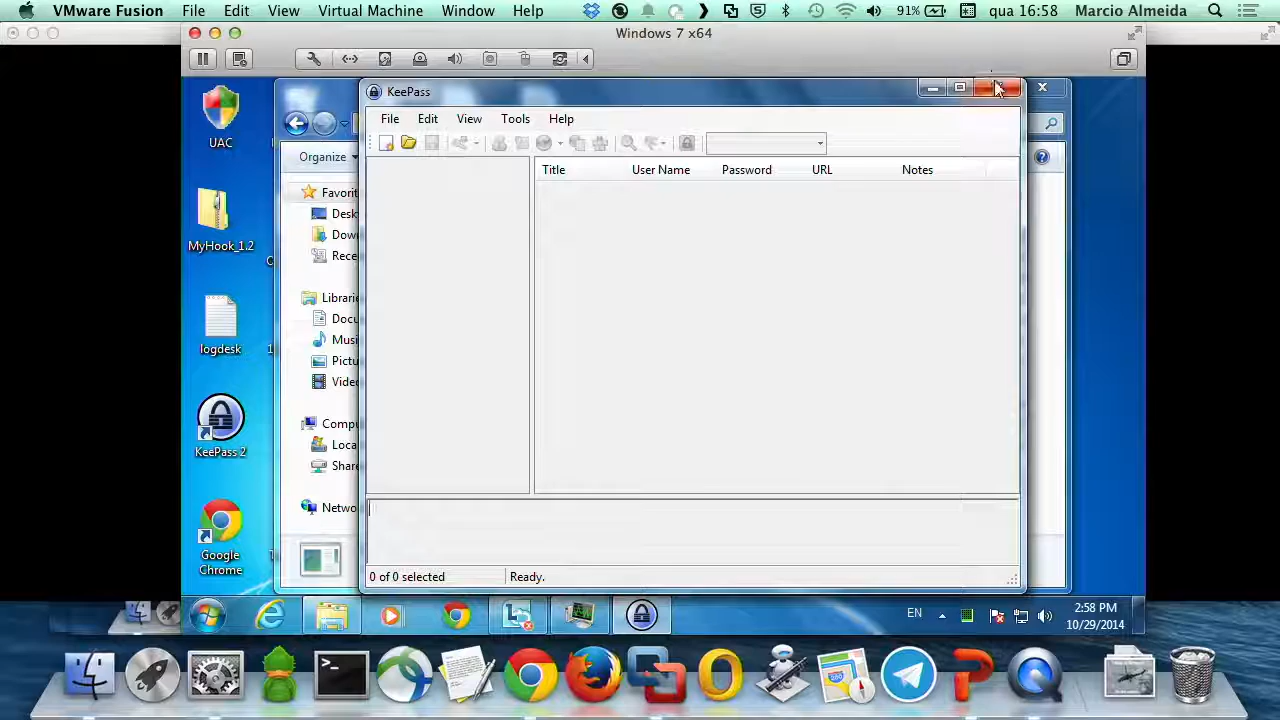 VMware Fusion File Edit View Virtual Machine Window Help 91% qua 16:58 Marcio Almeida
Windows 7 x64
KeePass
File Edit View Tools Help
UAC
Organize
Title User Name Password URL Notes
Favorit
Desk
Dow
Rece
MyHook_1.2
Librarie
Docu
Musi
Pictu
Video
logdesk
Compu
Loca
Share
KeePass 2
Netwo
Google
Chrome
0 of 0 selected Ready.
EN
2:58 PM
10/29/2014